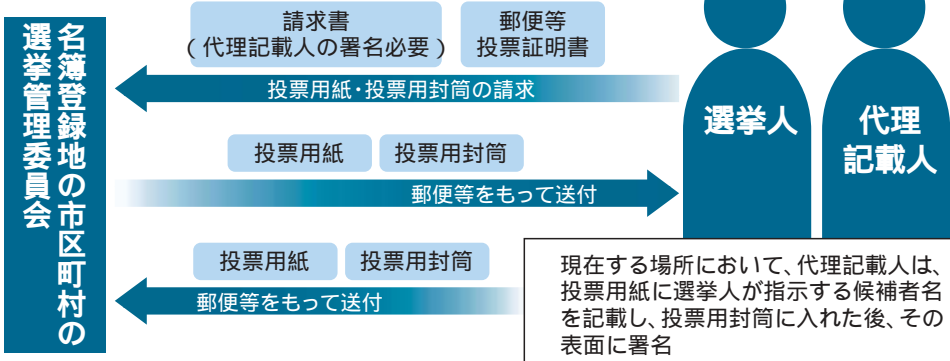 名簿登録地の市区町村の
選挙管理委員会
請求書
(代理記載人の署名必要)
郵便等
投票証明書
投票用紙・投票用封筒の請求
選挙人
代理
記載人
投票用紙
投票用封筒
郵便等をもって送付
投票用紙
投票用封筒
郵便等をもって送付
現在する場所において、代理記載人は、
投票用紙に選挙人が指示する候補者名
を記載し、投票用封筒に入れた後、その
表面に署名